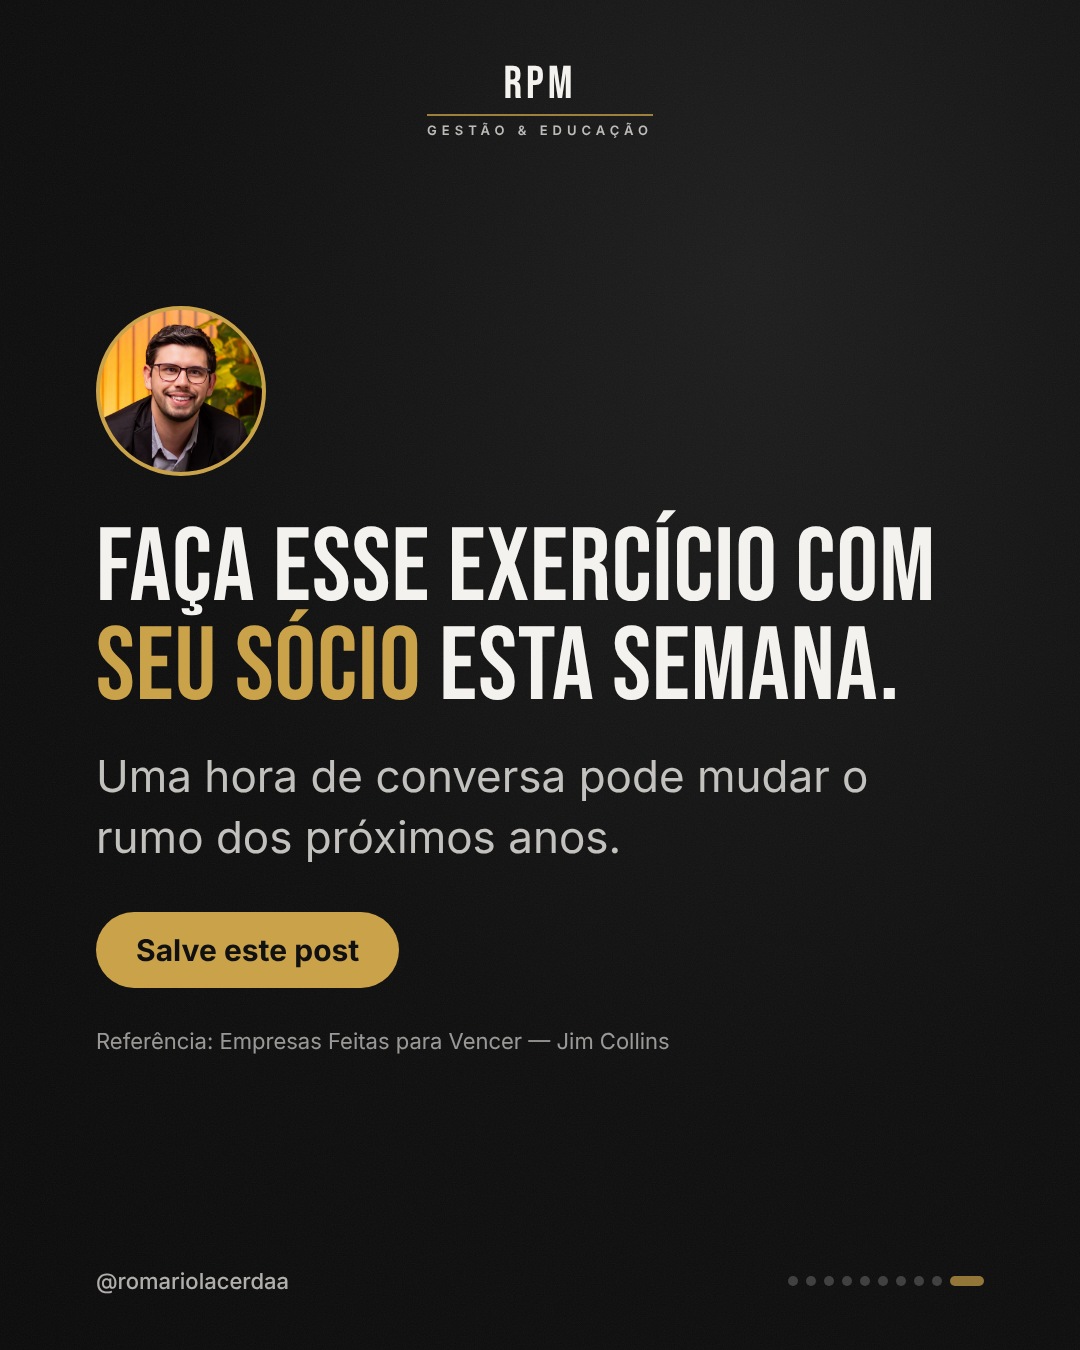 RPM
GESTÃO & EDUCAÇÃO
FAÇA ESSE EXERCÍCIO COM
SEU SÓCIO ESTA SEMANA.
Uma hora de conversa pode mudar o
rumo dos próximos anos.
Salve este post
Referência: Empresas Feitas para Vencer — Jim Collins
@romariolacerdaa